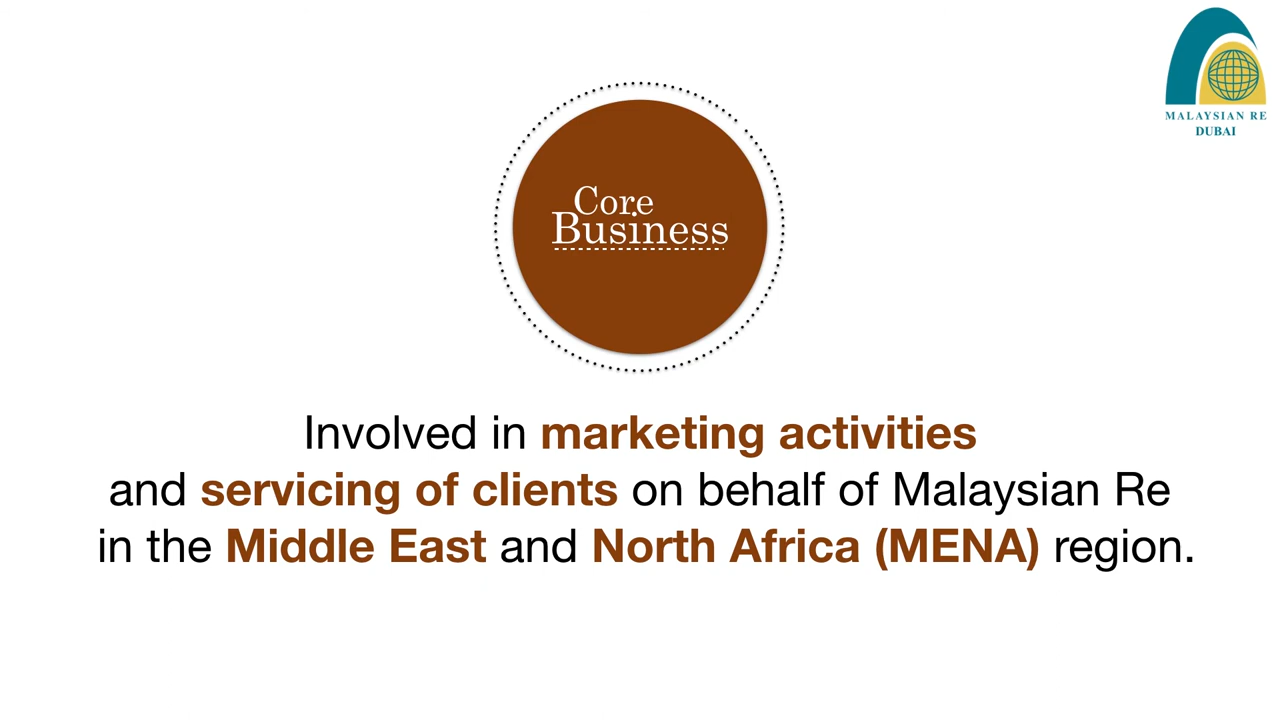 MALAYSIAN RE
DUBAI
Core
Business
Involved in marketing activities
and servicing of clients on behalf of Malaysian Re
in the Middle East and North Africa (MENA) region.